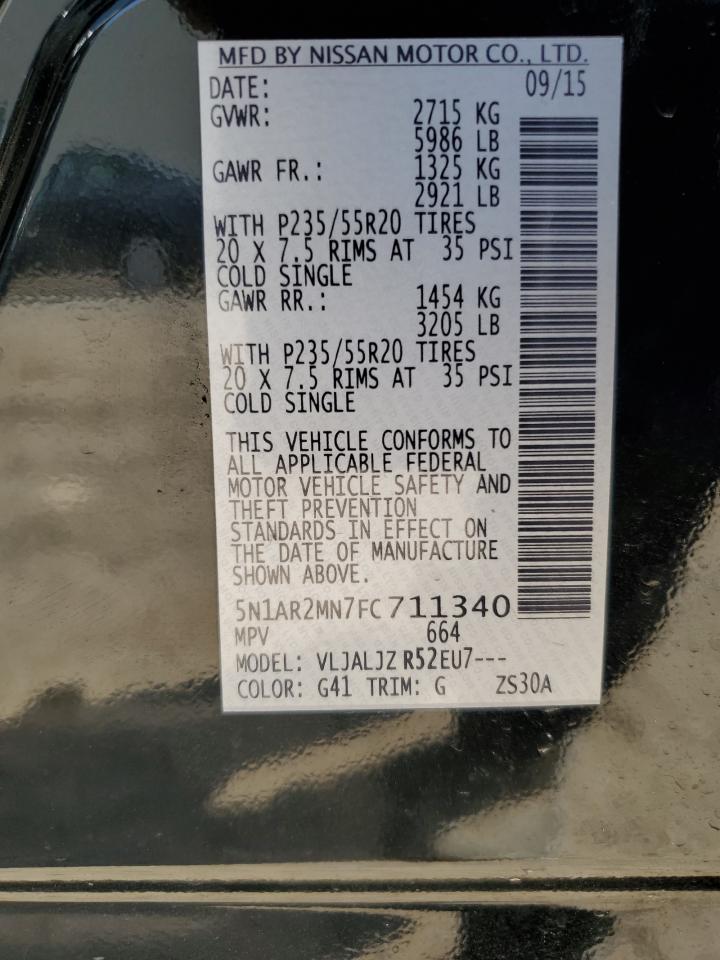 MFD BY NISSAN MOTOR CO., LTD.
DATE: 09/15
GVWR: 2715 KG
5986 LB
GAWR FR.: 1325 KG
2921 LB
WITH P235/55R20 TIRES
20 X 7.5 RIMS AT 35 PSI
COLD SINGLE
GAWR RR.: 1454 KG
3205 LB
WITH P235/55R20 TIRES
20 X 7.5 RIMS AT 35 PSI
COLD SINGLE
THIS VEHICLE CONFORMS TO
ALL APPLICABLE FEDERAL
MOTOR VEHICLE SAFETY AND
THEFT PREVENTION
STANDARDS IN EFFECT ON
THE DATE OF MANUFACTURE
SHOWN ABOVE.
5N1AR2MN7FC711340
MPV 664
MODEL: VLJALJZ R52EU7---
COLOR: G41 TRIM: G ZS30A